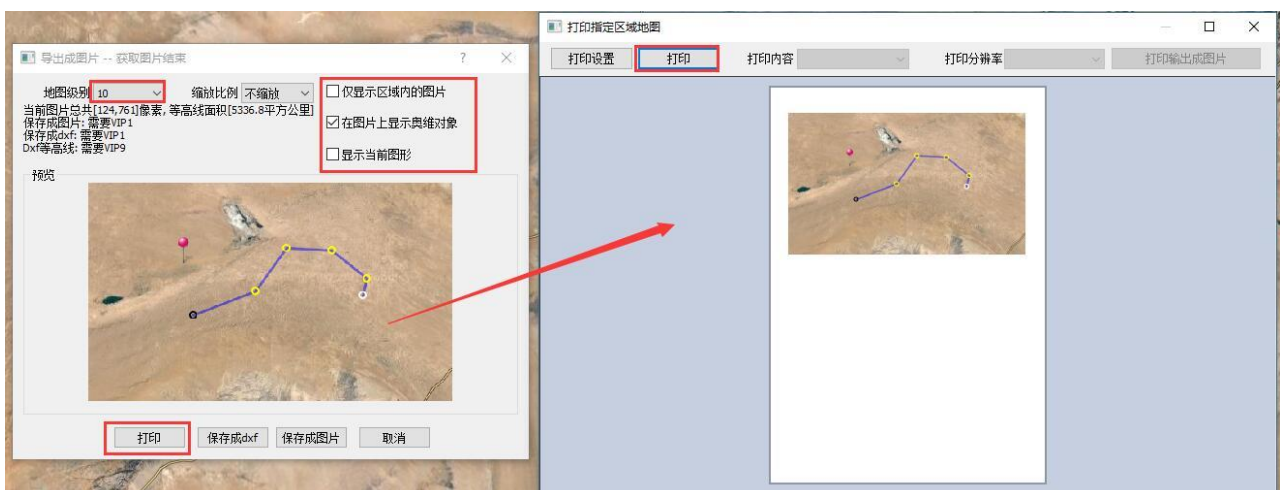 导出成图片 -- 获取图片结束
地图级别 10 缩放比例 不缩放
当前图片总共[124,761]像素, 等高线面积[5336.8平方公里]
保存成图片: 需要VIP1
保存成dxf: 需要VIP1
Dxf等高线: 需要VIP9
仅显示区域内的图片
在图片上显示奥维对象
显示当前图形
预览
打印 保存成dxf 保存成图片 取消
打印指定区域地图
打印设置 打印 打印内容 打印分辨率 打印输出成图片